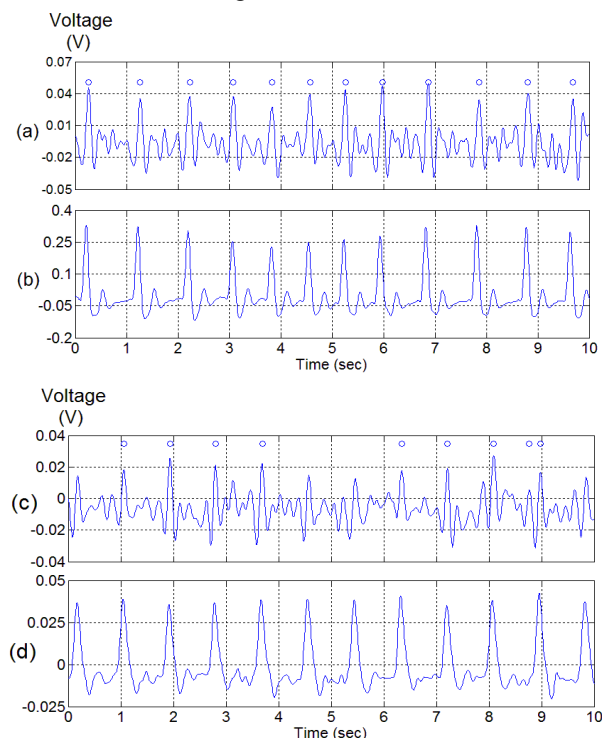 Voltage
(V)
0.07
0.04
(a)
0.01
-0.02
-0.05
0.4
0.25
0.1
(b)
-0.05
-0.2
0 1 2 3 4 5 6 7 8 9 10
Time (sec)
Voltage
(V)
0.04
0.02
(c)
0
-0.02
-0.04
0.05
0.025
(d)
0
-0.025
0 1 2 3 4 5 6 7 8 9 10
Time (sec)